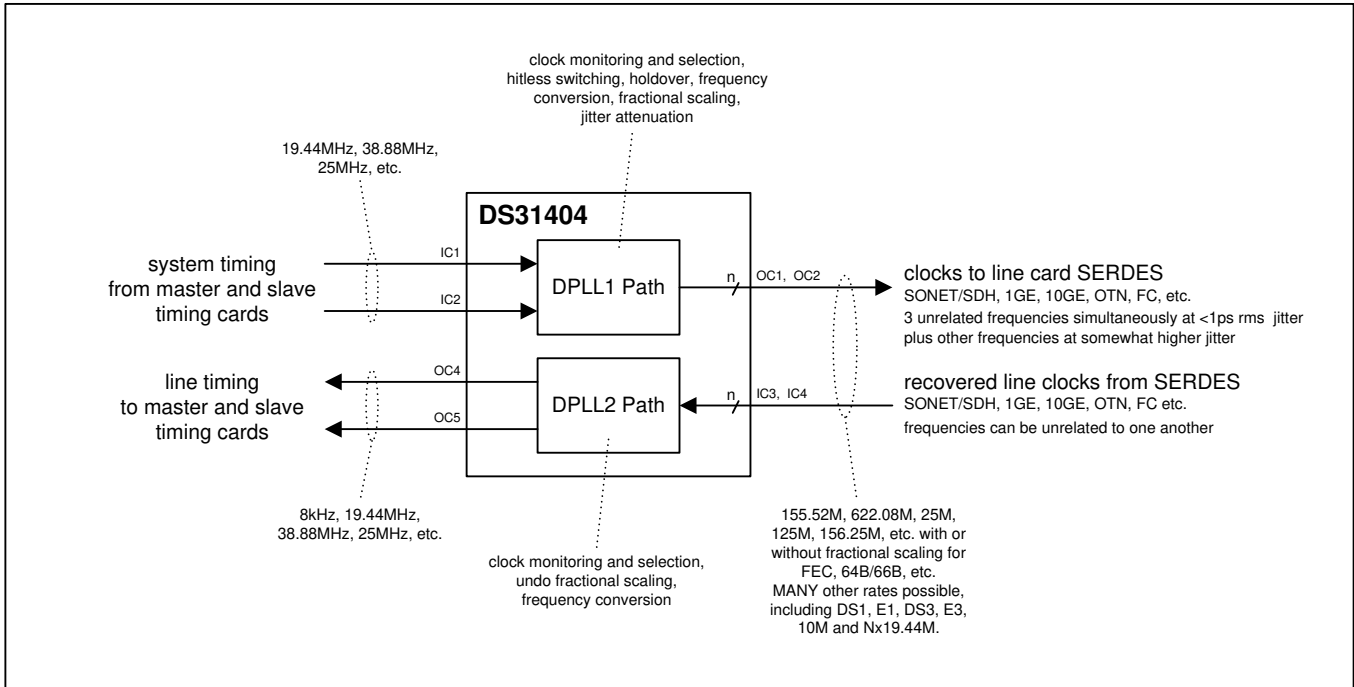 clock monitoring and selection,
hitless switching, holdover, frequency
conversion, fractional scaling,
jitter attenuation
19.44MHz, 38.88MHz,
25MHz, etc.
DS31404
system timing
from master and slave
timing cards
IC1
IC2
DPLL1 Path
n
OC1, OC2
clocks to line card SERDES
SONET/SDH, 1GE, 10GE, OTN, FC, etc.
3 unrelated frequencies simultaneously at <1ps rms jitter
plus other frequencies at somewhat higher jitter
line timing
to master and slave
timing cards
OC4
OC5
DPLL2 Path
n
IC3, IC4
recovered line clocks from SERDES
SONET/SDH, 1GE, 10GE, OTN, FC etc.
frequencies can be unrelated to one another
8kHz, 19.44MHz,
38.88MHz, 25MHz, etc.
clock monitoring and selection,
undo fractional scaling,
frequency conversion
155.52M, 622.08M, 25M,
125M, 156.25M, etc. with or
without fractional scaling for
FEC, 64B/66B, etc.
MANY other rates possible,
including DS1, E1, DS3, E3,
10M and Nx19.44M.